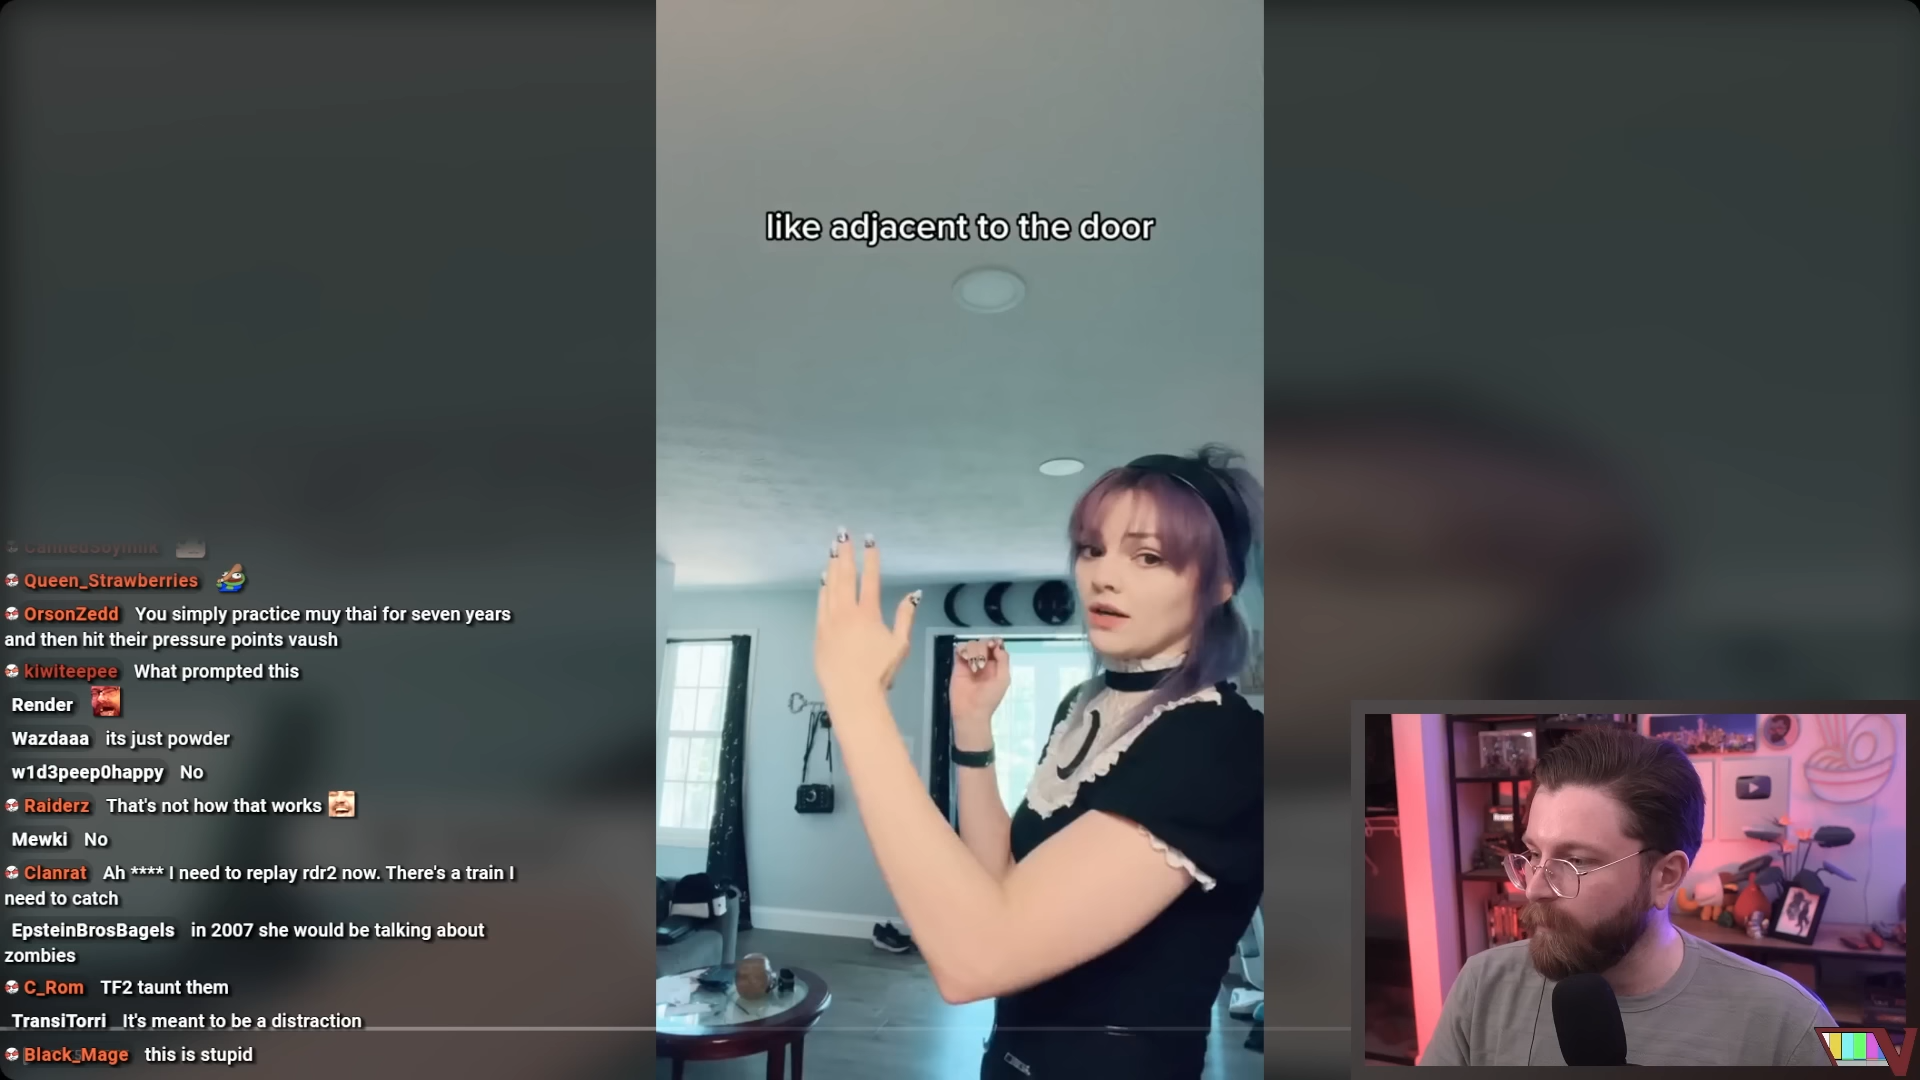 like adjacent to the door
CannedSoymilk
Queen_Strawberries
OrsonZedd You simply practice muy thai for seven years
and then hit their pressure points vaush
kiwiteepee What prompted this
Render
Wazdaaa its just powder
w1d3peep0happy No
Raiderz That's not how that works
Mewki No
Clanrat Ah **** I need to replay rdr2 now. There's a train I
need to catch
EpsteinBrosBagels in 2007 she would be talking about
zombies
C_Rom TF2 taunt them
TransiTorri It's meant to be a distraction
Black_Mage this is stupid